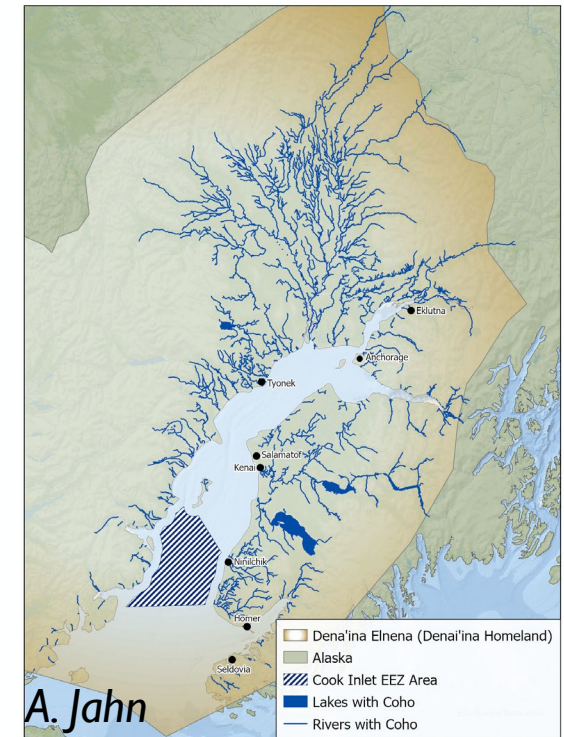 Eklutna
Anchorage
Tyonek
Salamatof
Kenai
Ninilchik
Homer
Seldovia
Dena'ina Elnena (Denai'ina Homeland)
Alaska
Cook Inlet EEZ Area
Lakes with Coho
Rivers with Coho
A. Jahn